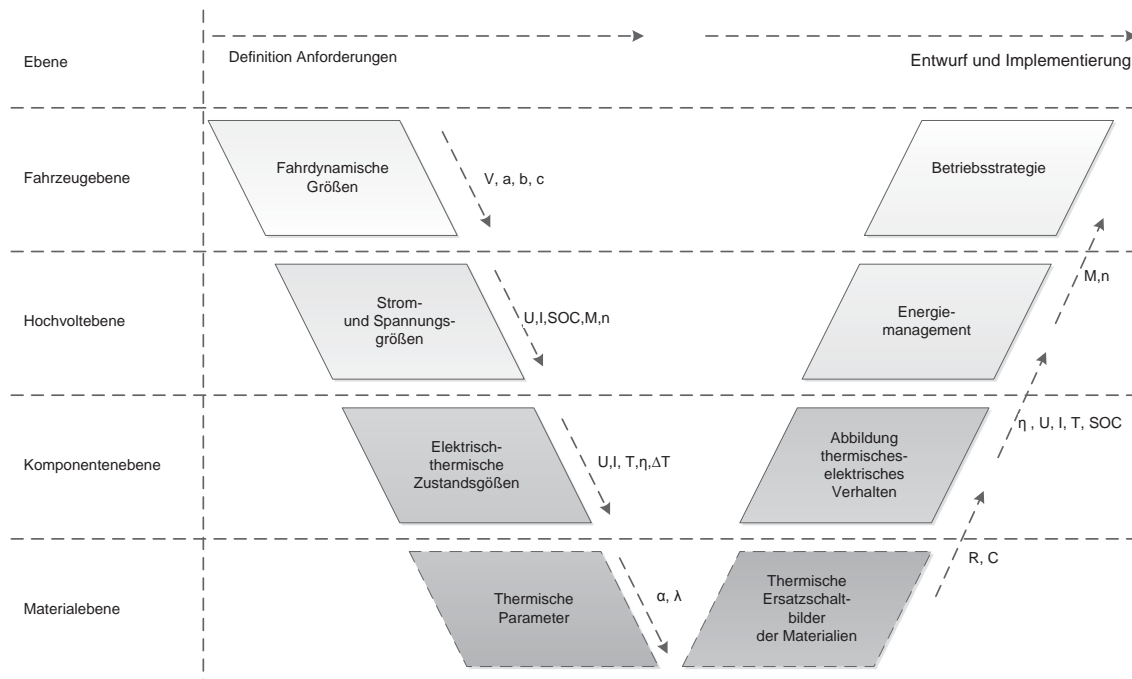 Ebene
Definition Anforderungen
Entwurf und Implementierung
Fahrzeugebene
Fahrdynamische
Größen
V, a, b, c
Betriebsstrategie
M,n
Hochvoltebene
Strom-
und Spannungs-
größen
U,I,SOC,M,n
Energie-
management
η , U, I, T, SOC
Komponentenebene
Elektrisch-
thermische
Zustandsgößen
U,I, T,η,ΔT
Abbildung
thermisches-
elektrisches
Verhalten
R, C
Materialebene
Thermische
Parameter
α, λ
Thermische
Ersatzschalt-
bilder
der Materialien